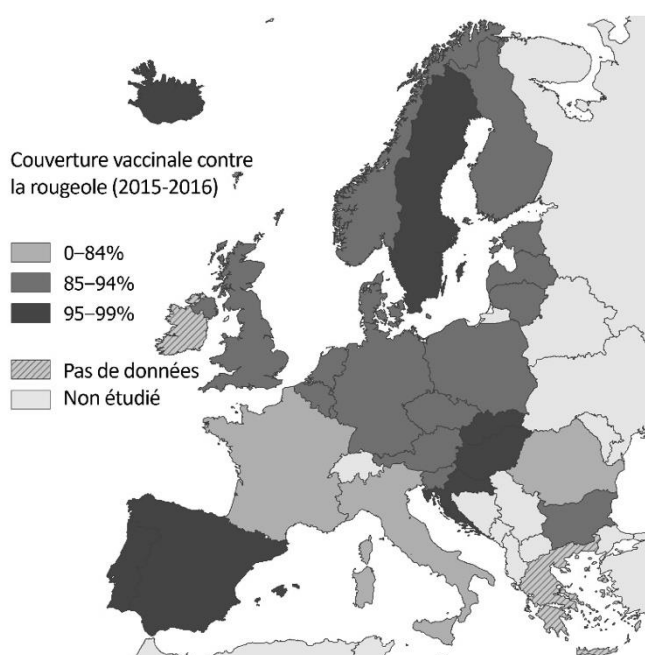 Couverture vaccinale contre
la rougeole (2015-2016)
0–84%
85–94%
95–99%
Pas de données
Non étudié